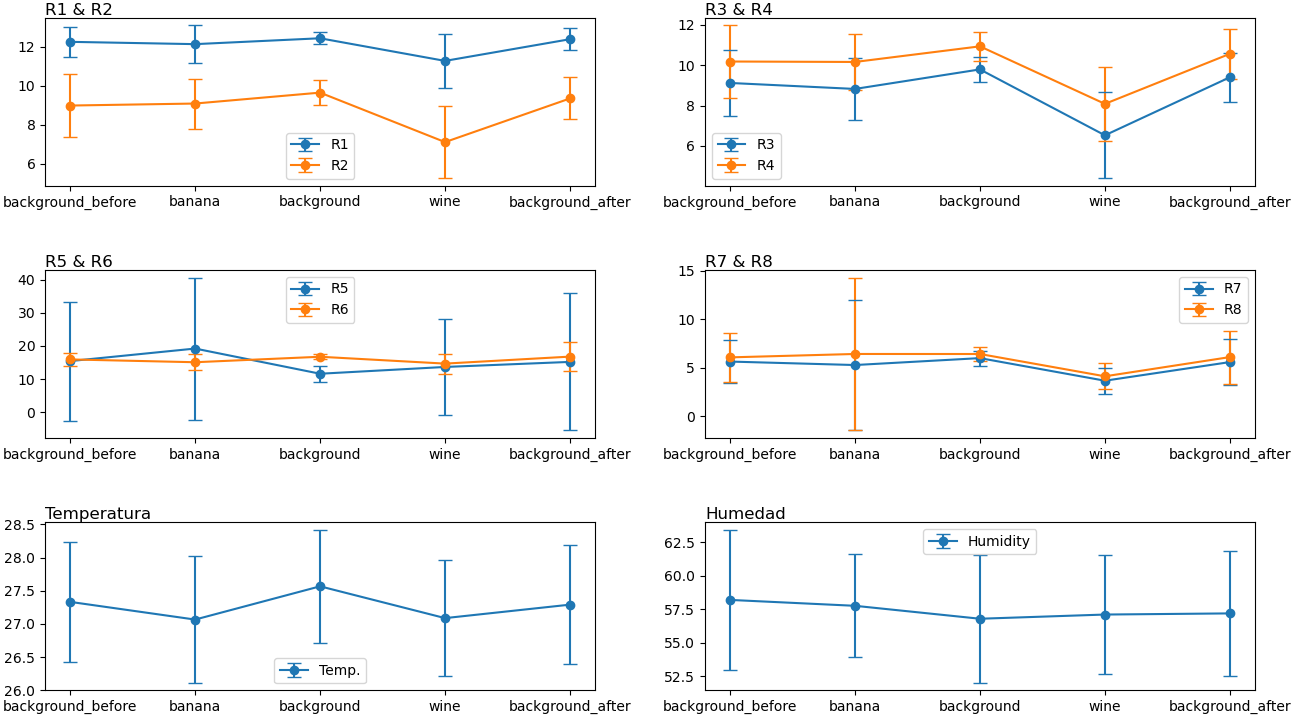 R1 & R2
12
10
8
6
R1
R2
background_before banana background wine background_after
R3 & R4
12
10
8
6
R3
R4
background_before banana background wine background_after
R5 & R6
40
30
20
10
0
R5
R6
background_before banana background wine background_after
R7 & R8
15
10
5
0
R7
R8
background_before banana background wine background_after
Temperatura
28.5
28.0
27.5
27.0
26.5
26.0
Temp.
background_before banana background wine background_after
Humedad
62.5
60.0
57.5
55.0
52.5
Humidity
background_before banana background wine background_after